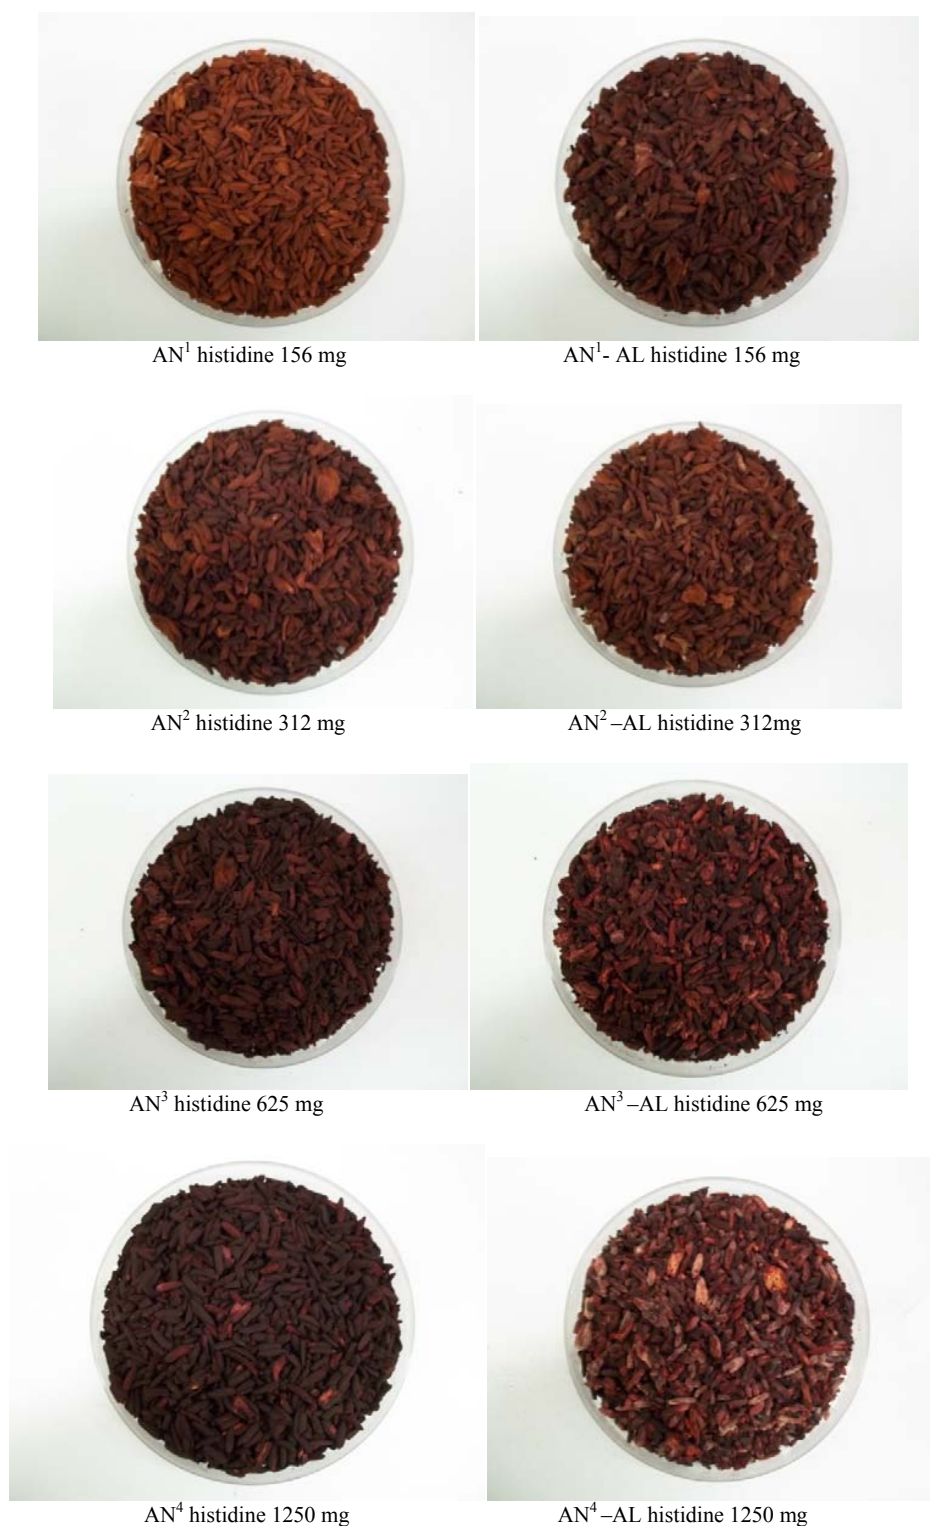 AN¹ histidine 156 mg
AN¹- AL histidine 156 mg
AN² histidine 312 mg
AN² –AL histidine 312mg
AN³ histidine 625 mg
AN³ –AL histidine 625 mg
AN⁴ histidine 1250 mg
AN⁴ –AL histidine 1250 mg